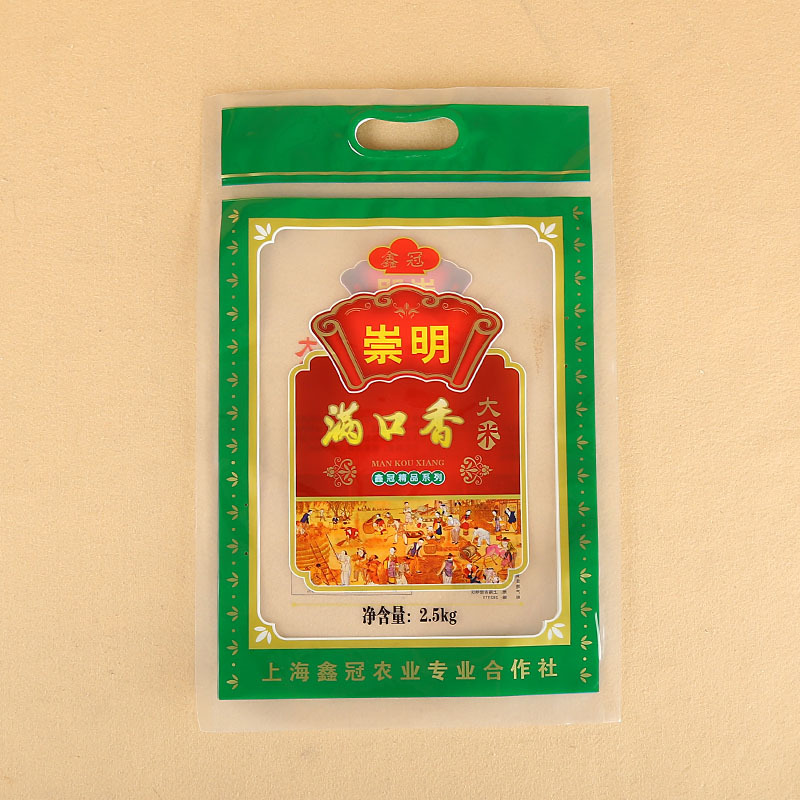 鑫冠
崇明
满口香
大米
MAN KOU XIANG
鑫冠精品系列
净含量：2.5kg
上海鑫冠农业专业合作社